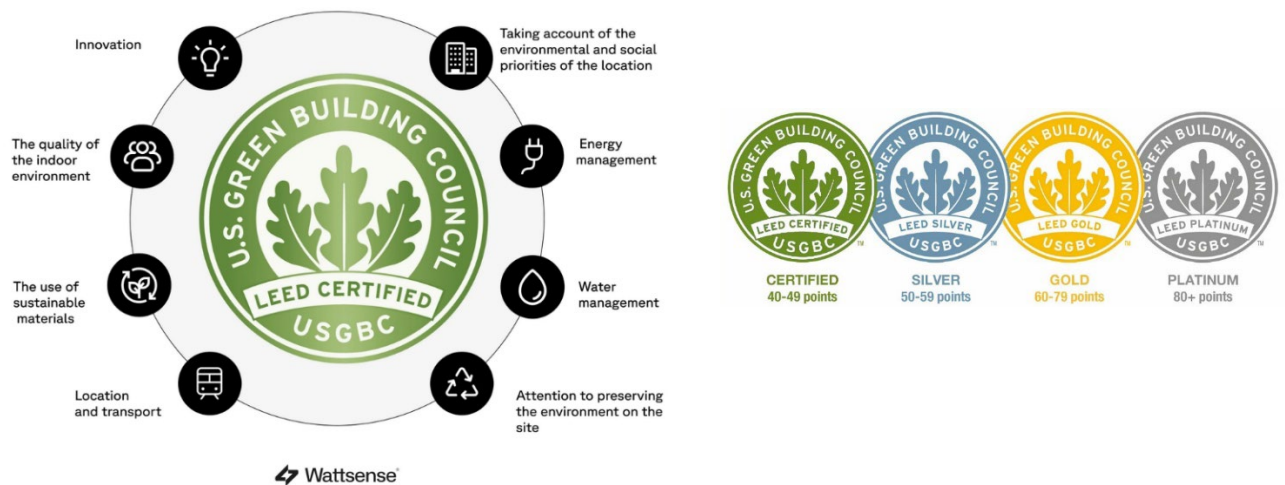 Innovation
Taking account of the
environmental and social
priorities of the location
The quality of
the indoor
environment
Energy
management
The use of
sustainable
materials
Water
management
Location
and transport
Attention to preserving
the environment on the
site
U.S. GREEN BUILDING COUNCIL
LEED CERTIFIED
USGBC
Wattsense
U.S. GREEN BUILDING COUNCIL
LEED CERTIFIED
USGBC
TM
CERTIFIED
40-49 points
U.S. GREEN BUILDING COUNCIL
LEED SILVER
USGBC
TM
SILVER
50-59 points
U.S. GREEN BUILDING COUNCIL
LEED GOLD
USGBC
TM
GOLD
60-79 points
U.S. GREEN BUILDING COUNCIL
LEED PLATINUM
USGBC
TM
PLATINUM
80+ points